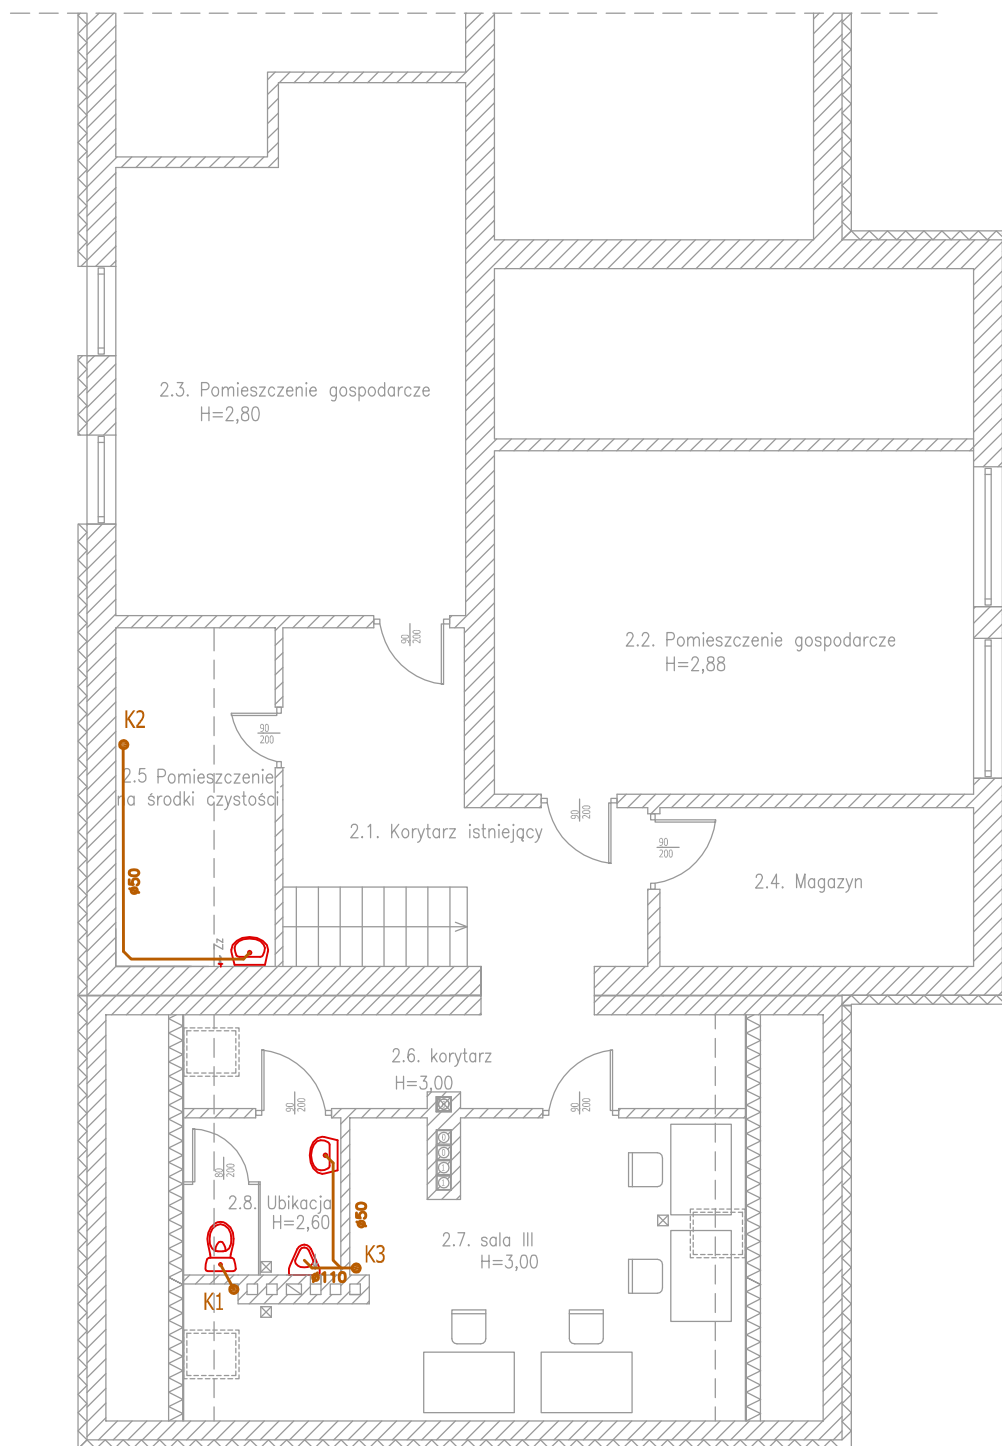 2.3. Pomieszczenie gospodarcze
H=2,80
90
200
2.2. Pomieszczenie gospodarcze
H=2,88
K2
90
200
2.5 Pomieszczenie
na środki czystości
90
200
2.1. Korytarz istniejący
90
200
2.4. Magazyn
ø50
Zz
2.6. korytarz
H=3,00
90
200
90
200
80
200
2.8. Ubikacja
H=2,60
ø50
2.7. sala III
H=3,00
K3
ø110
K1